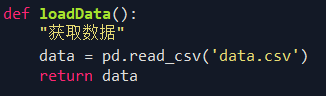 def loadData():
    "获取数据"
    data = pd.read_csv('data.csv')
    return data